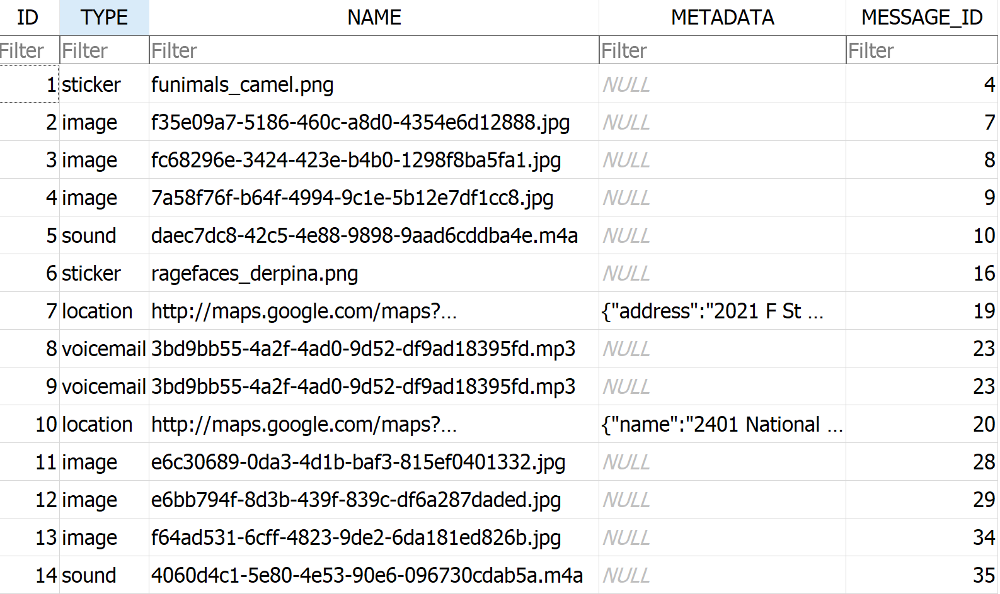 ID TYPE NAME METADATA MESSAGE_ID
Filter Filter Filter Filter Filter
1 sticker funimals_camel.png NULL 4
2 image f35e09a7-5186-460c-a8d0-4354e6d12888.jpg NULL 7
3 image fc68296e-3424-423e-b4b0-1298f8ba5fa1.jpg NULL 8
4 image 7a58f76f-b64f-4994-9c1e-5b12e7df1cc8.jpg NULL 9
5 sound daec7dc8-42c5-4e88-9898-9aad6cddba4e.m4a NULL 10
6 sticker ragefaces_derpina.png NULL 16
7 location http://maps.google.com/maps?... {"address":"2021 F St ... 19
8 voicemail 3bd9bb55-4a2f-4ad0-9d52-df9ad18395fd.mp3 NULL 23
9 voicemail 3bd9bb55-4a2f-4ad0-9d52-df9ad18395fd.mp3 NULL 23
10 location http://maps.google.com/maps?... {"name":"2401 National ... 20
11 image e6c30689-0da3-4d1b-baf3-815ef0401332.jpg NULL 28
12 image e6bb794f-8d3b-439f-839c-df6a287daded.jpg NULL 29
13 image f64ad531-6cff-4823-9de2-6da181ed826b.jpg NULL 34
14 sound 4060d4c1-5e80-4e53-90e6-096730cdab5a.m4a NULL 35